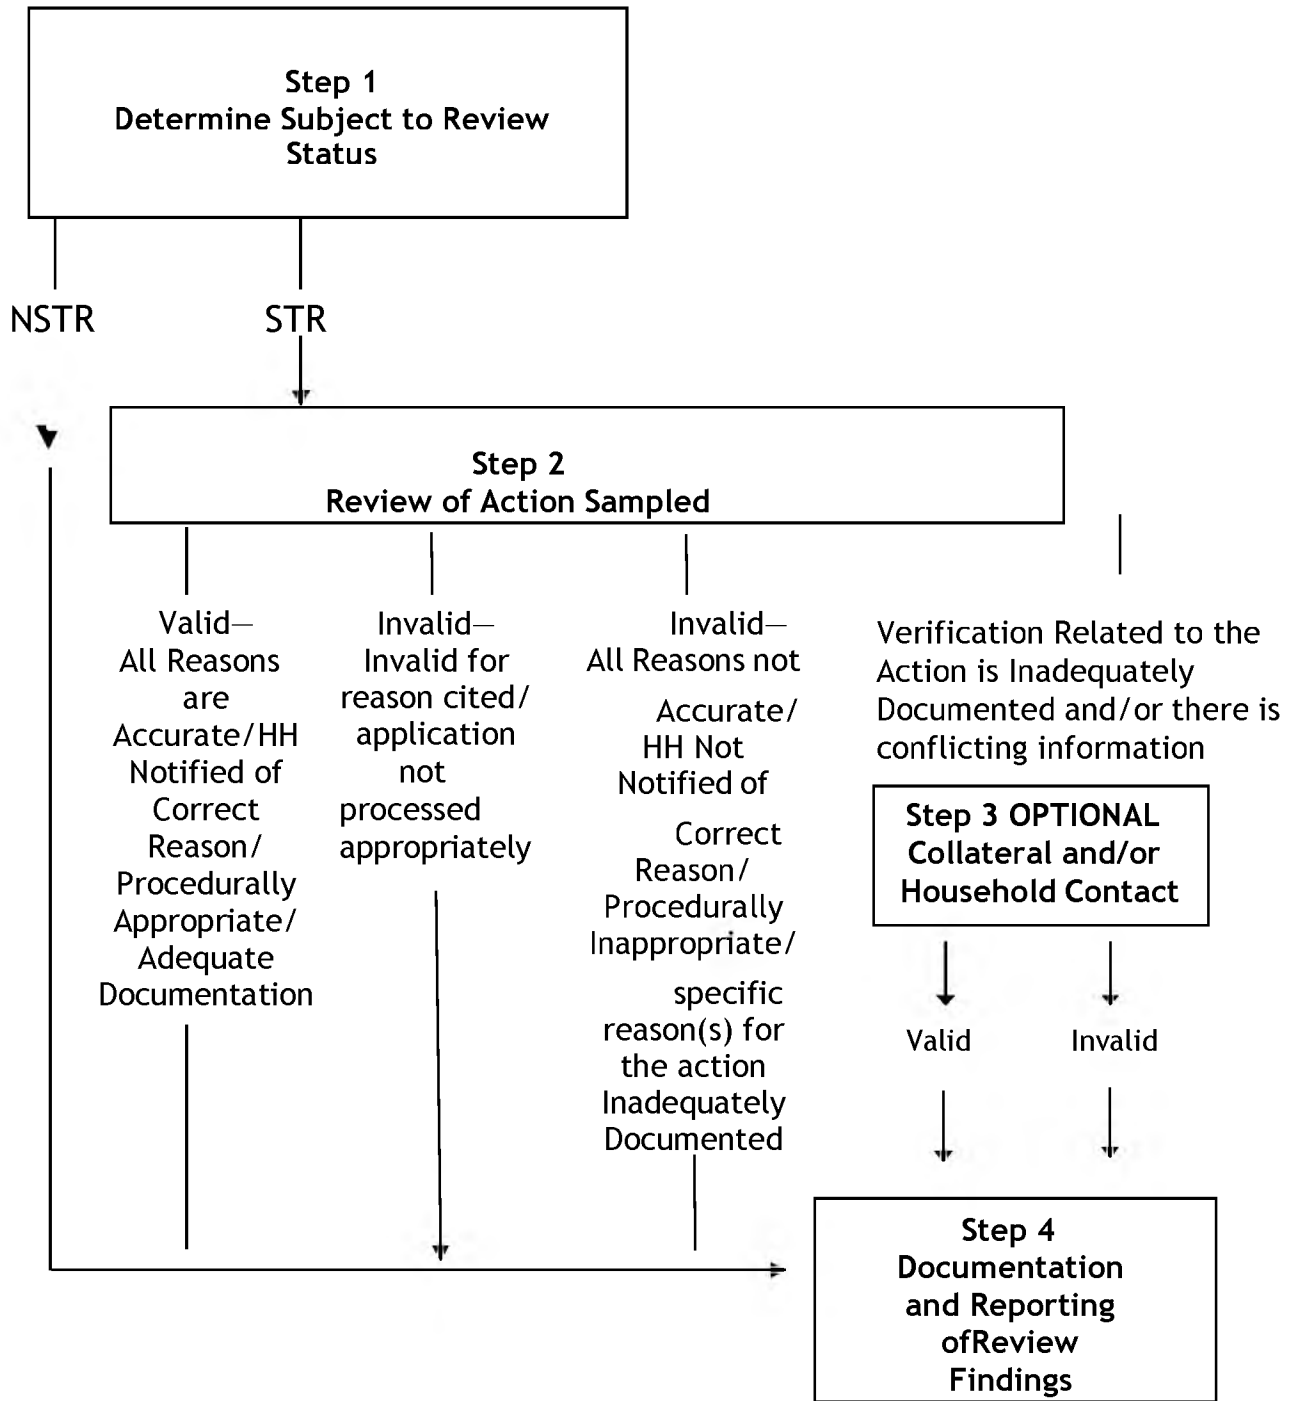 Step 1
Determine Subject to Review
Status
NSTR
STR
Step 2
Review of Action Sampled
Valid—
All Reasons
are
Accurate/HH
Notified of
Correct
Reason/
Procedurally
Appropriate/
Adequate
Documentation
Invalid—
Invalid for
reason cited/
application
not
processed
appropriately
Invalid—
All Reasons not
Accurate/
HH Not
Notified of
Correct
Reason/
Procedurally
Inappropriate/
specific
reason(s) for
the action
Inadequately
Documented
Verification Related to the
Action is Inadequately
Documented and/or there is
conflicting information
Step 3 OPTIONAL
Collateral and/or
Household Contact
Valid
Invalid
Step 4
Documentation
and Reporting
ofReview
Findings